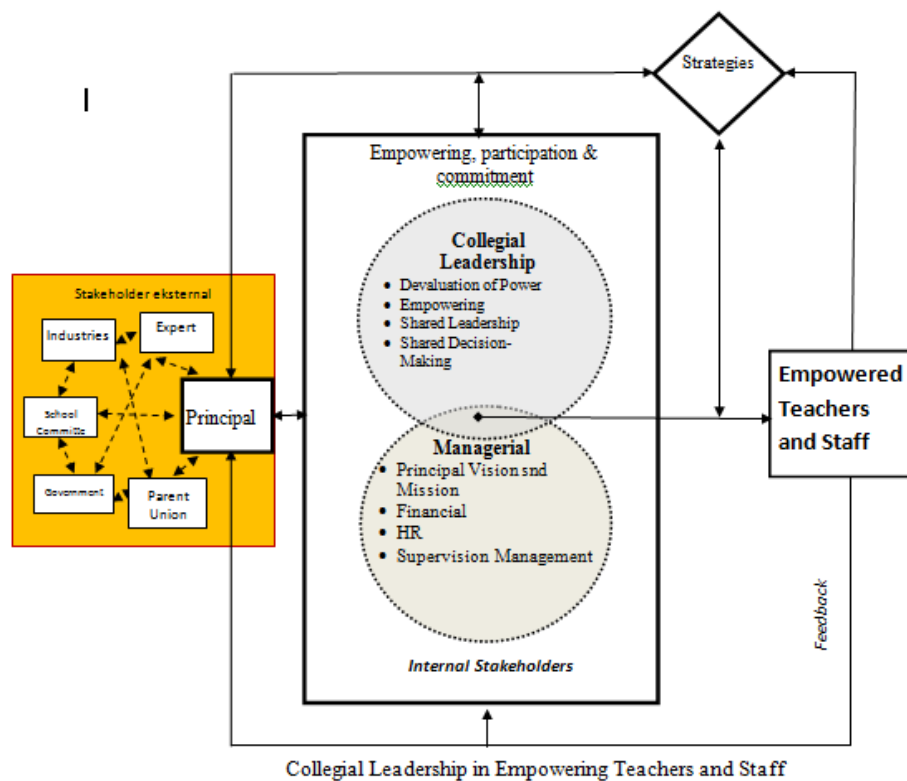 Strategies
Empowering, participation &
commitment
Collegial
Leadership
• Devaluation of Power
• Empowering
• Shared Leadership
• Shared Decision-
Making
Stakeholder eksternal
Industries
Expert
School
Committe
Principal
Government
Parent
Union
Managerial
• Principal Vision snd
Mission
• Financial
• HR
• Supervision Management
Internal Stakeholders
Empowered
Teachers
and Staff
Feedback
Collegial Leadership in Empowering Teachers and Staff